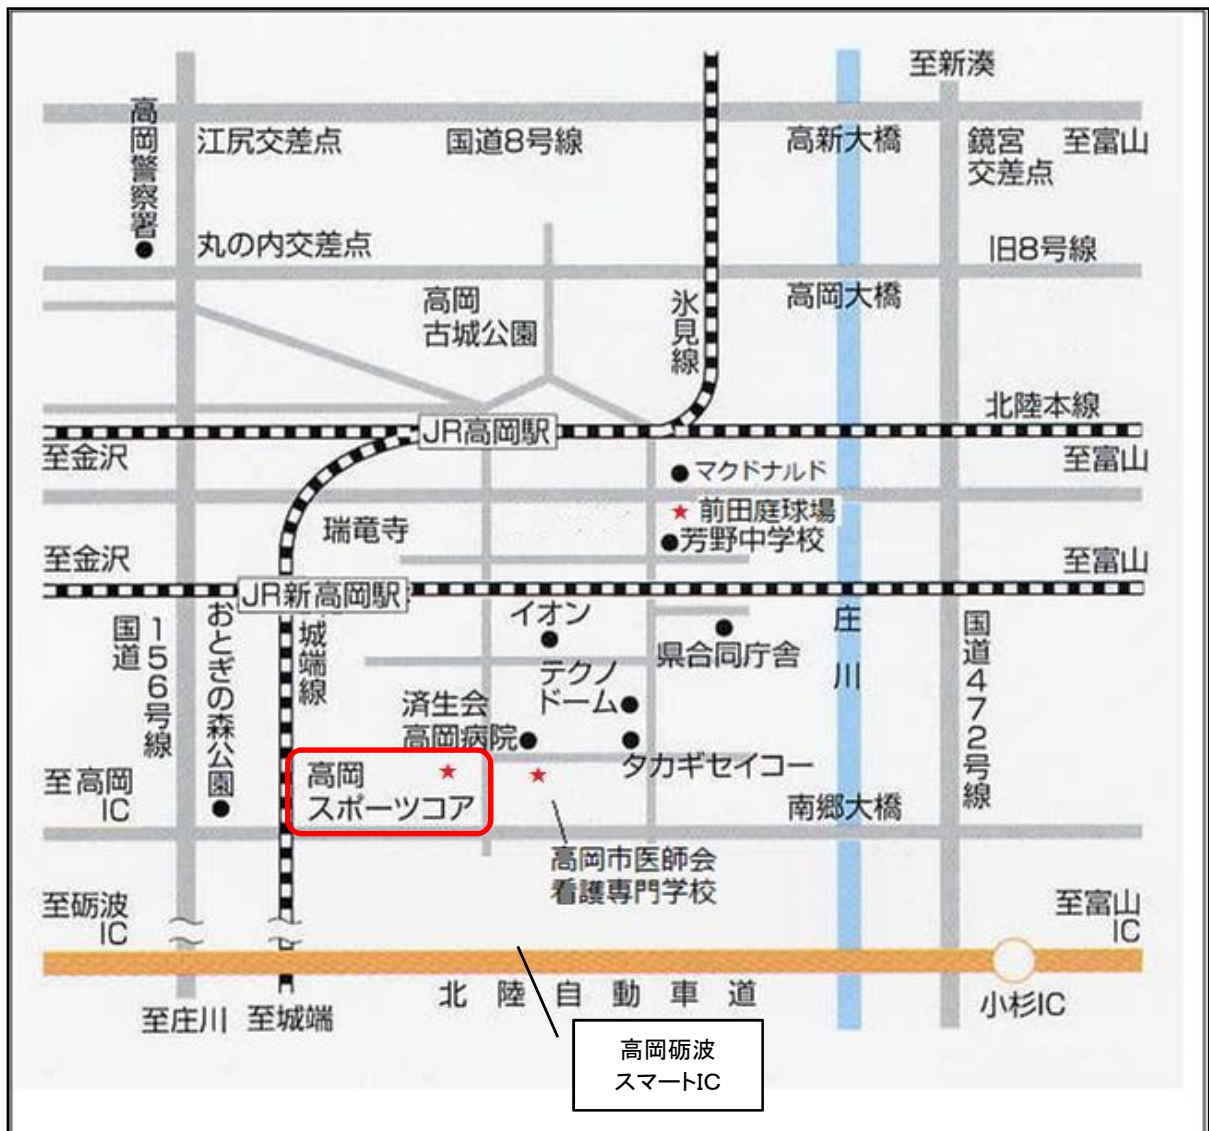 至新湊
高岡警察署
江尻交差点
国道8号線
高新大橋
鏡宮
交差点
至富山
丸の内交差点
旧8号線
高岡
古城公園
氷見線
高岡大橋
北陸本線
JR高岡駅
至金沢
至富山
マクドナルド
前田庭球場
瑞竜寺
芳野中学校
至金沢
至富山
JR新高岡駅
国道
156号線
おとぎの森公園
城端線
イオン
県合同庁舎
庄川
国道472号線
テクノ
ドーム
済生会
高岡病院
タカギセイコー
至高岡
IC
高岡
スポーツコア
南郷大橋
高岡市医師会
看護専門学校
至砺波
IC
至富山
IC
北陸自動車道
小杉IC
至庄川
至城端
高岡砺波
スマートIC